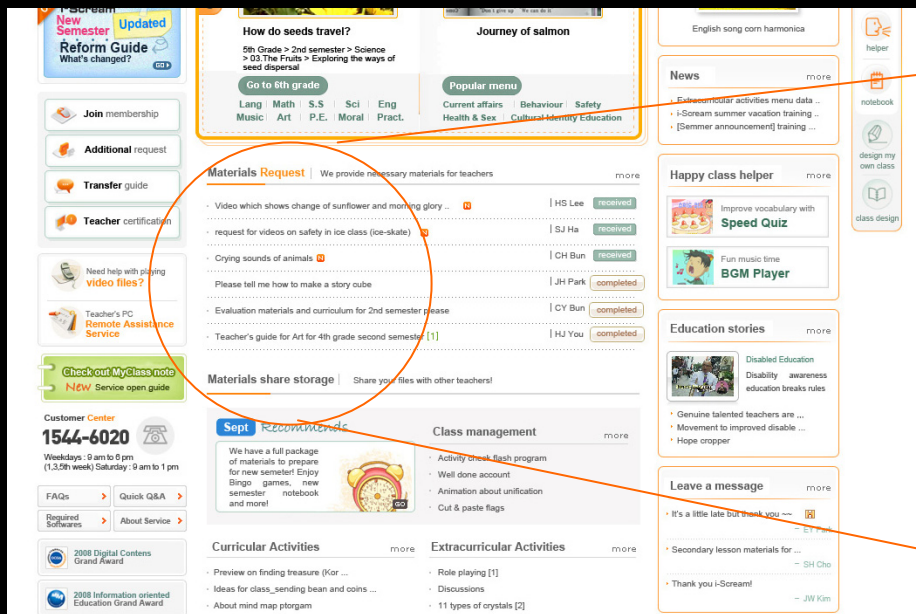 i-Scream
New
Semester
Updated
Reform Guide
What's changed?
GO
Join membership
Additional request
Transfer guide
Teacher certification
Need help with playing
video files?
Teacher's PC
Remote Assistance
Service
Check out MyClass note
New Service open guide
Customer Center
1544-6020
Weekdays : 9 am to 6 pm
(1,3,5th week) Saturday : 9 am to 1 pm
FAQs
Quick Q&A
Required
Softwares
About Service
2008 Digital Contens
Grand Award
2008 Information oriented
Education Grand Award
How do seeds travel?
5th Grade > 2nd semester > Science
> 03.The Fruits > Exploring the ways of
seed dispersal
Journey of salmon
Go to 6th grade
Lang Math S.S Sci Eng
Music Art P.E. Moral Pract.
Popular menu
Current affairs Behaviour Safety
Health & Sex Cultural Identity Education
Materials Request We provide necessary materials for teachers more
Video which shows change of sunflower and morning glory .. N HS Lee received
request for videos on safety in ice class (ice-skate) N SJ Ha received
Crying sounds of animals N CH Bun received
Please tell me how to make a story cube JH Park completed
Evaluation materials and curriculum for 2nd semester please CY Bun completed
Teacher's guide for Art for 4th grade second semester [1] HJ You completed
Materials share storage Share your files with other teachers!
Sept Recommends
We have a full package
of materials to prepare
for new semeter! Enjoy
Bingo games, new
semester notebook
and more!
GO
Class management more
Activity check flash program
Well done account
Animation about unification
Cut & paste flags
Curricular Activities more
Preview on finding treasure (Kor ...
Ideas for class_sending bean and coins ...
About mind map ptorgam
Extracurricular Activities more
Role playing [1]
Discussions
11 types of crystals [2]
English song corn harmonica
News more
Extracurricular activities menu data ..
i-Scream summer vacation training ..
[Semmer announcement] training ...
Happy class helper more
Improve vocabulary with
Speed Quiz
Fun music time
BGM Player
Education stories more
Disabled Education
Disability awareness
education breaks rules
Genuine talented teachers are ,,,
Movement to improved disable ...
Hope cropper
Leave a message more
It's a little late but thank you ~~
– EY Park
Secondary lesson materials for ...
– SH Cho
Thank you i-Scream!
– JW Kim
helper
notebook
design my
own class
class design